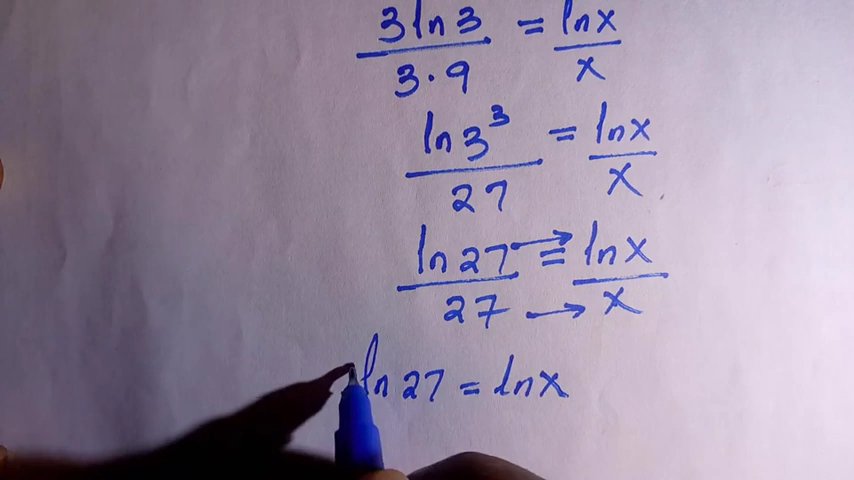 3ln3/3·9 = lnx/x
ln3³/27 = lnx/x
ln27/27 → = → lnx/x
ln27 = lnx